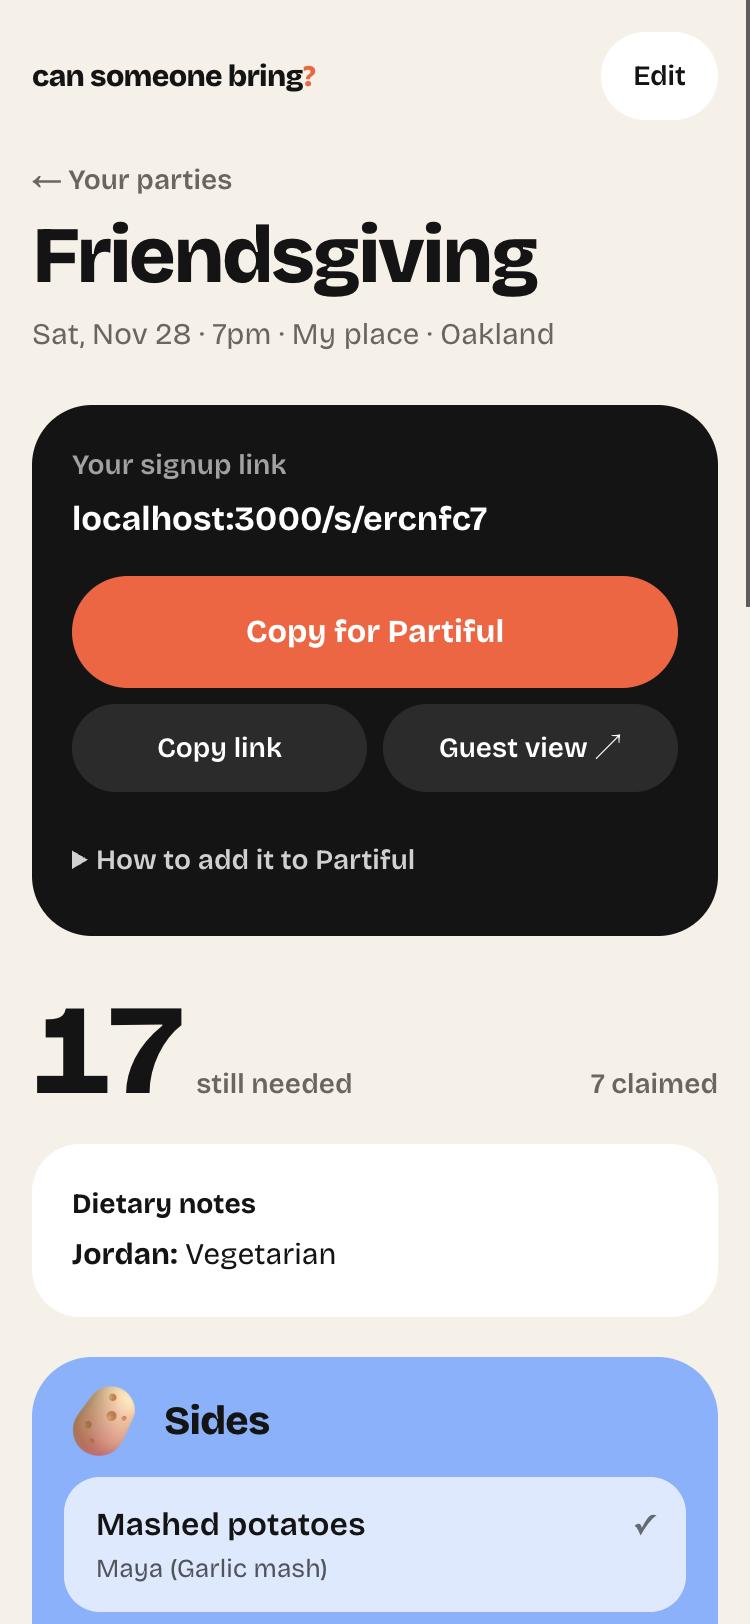 can someone bring?
Edit
← Your parties
Friendsgiving
Sat, Nov 28 · 7pm · My place · Oakland
Your signup link
localhost:3000/s/ercnfc7
Copy for Partiful
Copy link
Guest view ↗
▶ How to add it to Partiful
17 still needed
7 claimed
Dietary notes
Jordan: Vegetarian
Sides
Mashed potatoes ✓
Maya (Garlic mash)